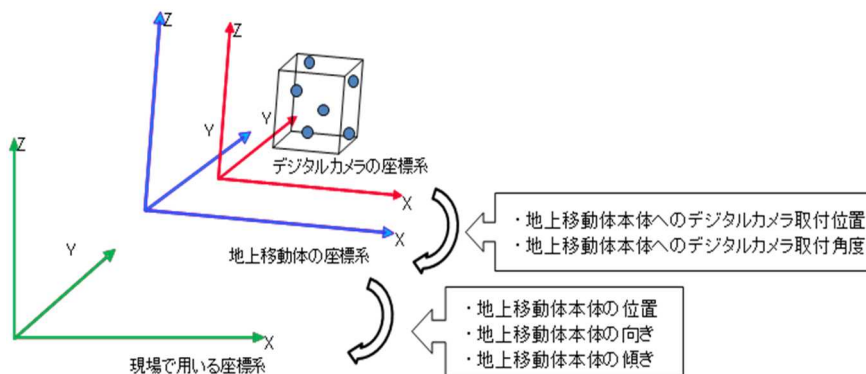 Z
Z
Y
Y
デジタルカメラの座標系
Z
X
・地上移動体本体へのデジタルカメラ取付位置
・地上移動体本体へのデジタルカメラ取付角度
X
地上移動体の座標系
Y
・地上移動体本体の位置
・地上移動体本体の向き
・地上移動体本体の傾き
X
現場で用いる座標系